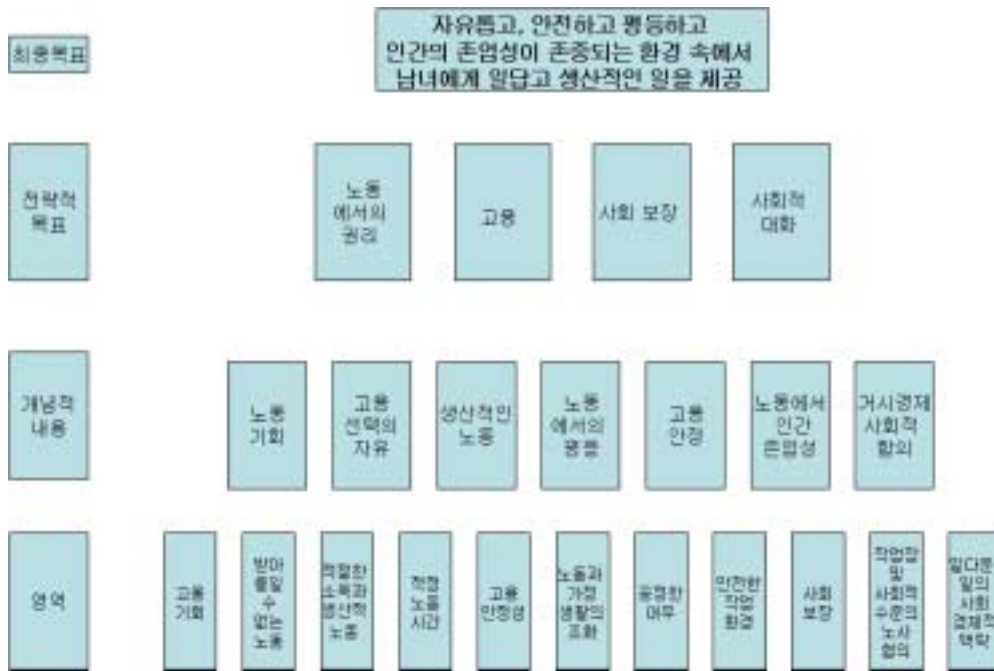 최종목표
자유롭고, 안전하고 평등하고
인간의 존엄성이 존중되는 환경 속에서
남녀에게 일답고 생산적인 일을 제공
전략적
목표
노동
에서의
권리
고용
사회 보장
사회적
대화
개념적
내용
노동
기회
고용
선택의
자유
생산적인
노동
노동
에서의
평등
고용
안정
노동에서
인간
존엄성
거시경제
사회적
합의
영역
고용
기회
받아
들일
수
없는
노동
적절한
소득과
생산적
노동
적정
노동
시간
고용
안정성
노동과
가정
생활의
조화
공정한
대우
안전한
작업
환경
사회
보장
작업장
및
사회적
수준의
노사
협의
일다운
일의
사회
경제적
맥락